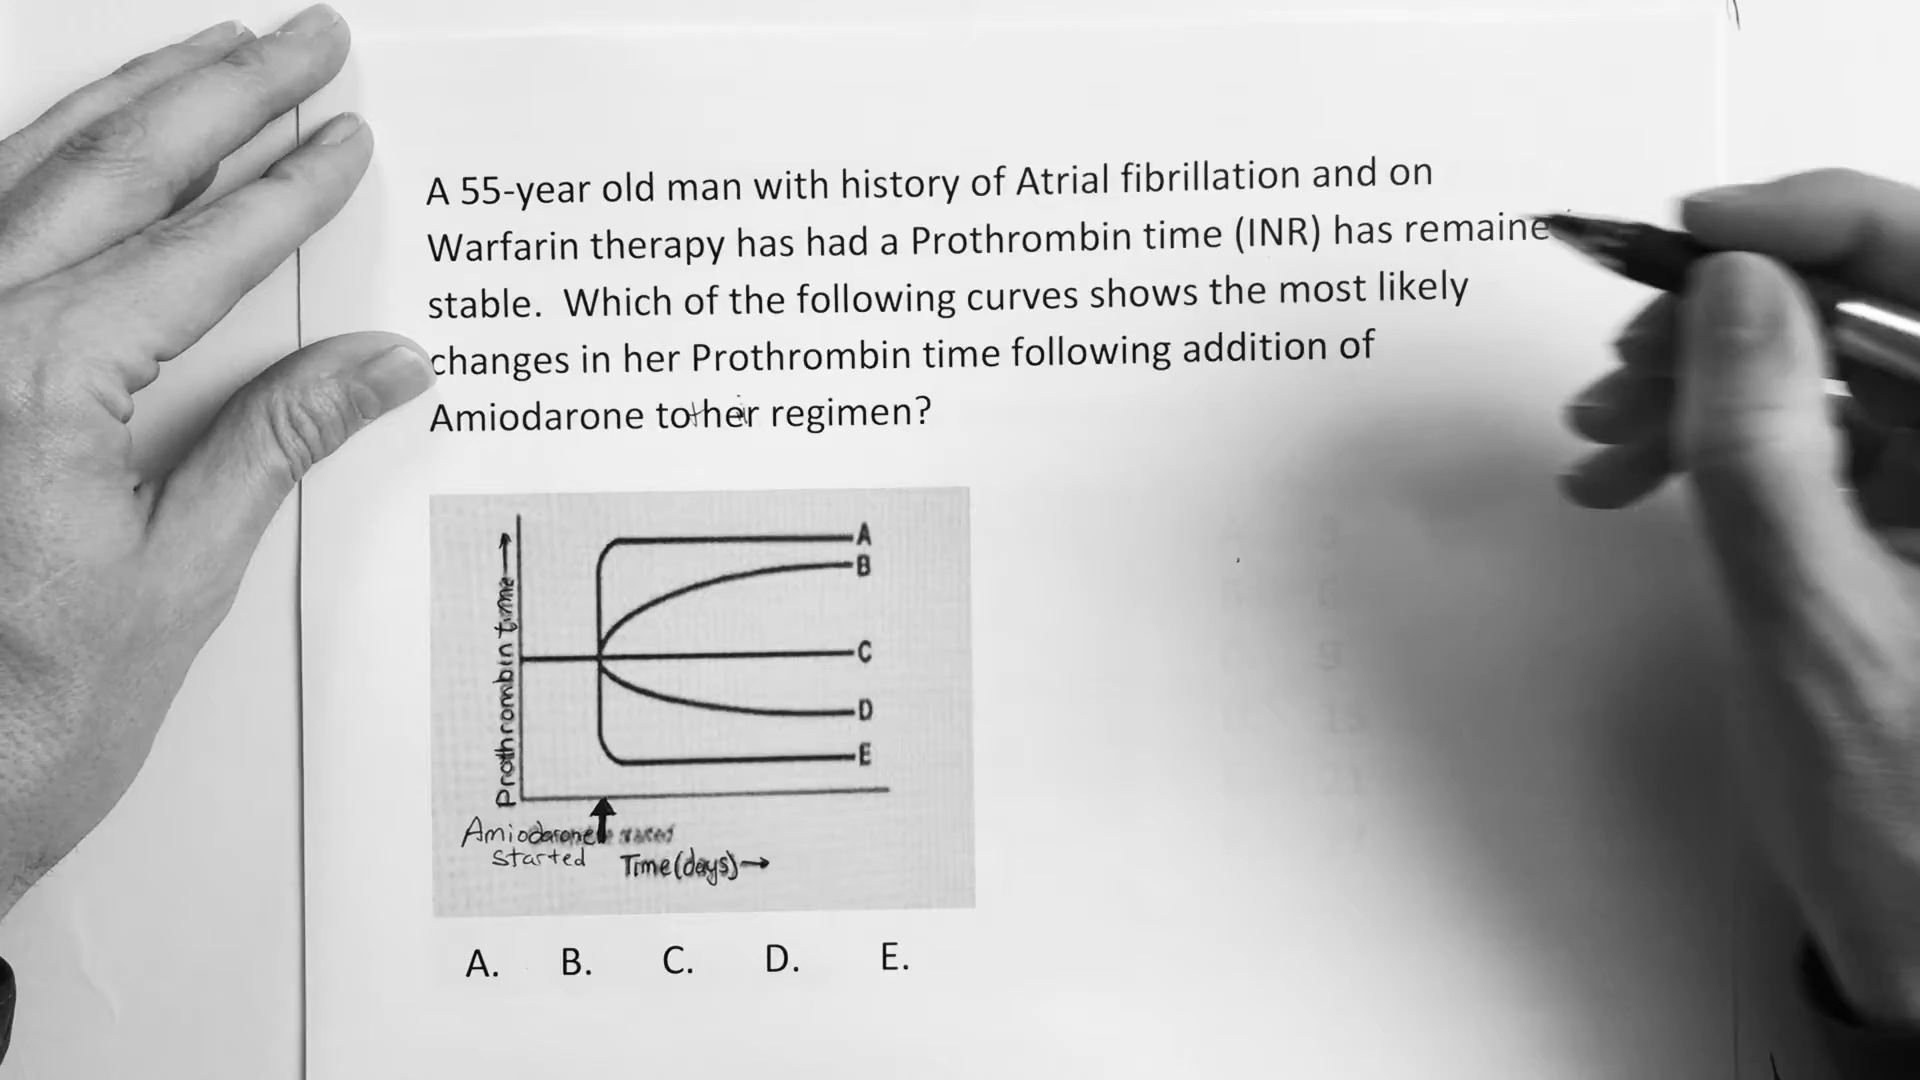 A 55-year old man with history of Atrial fibrillation and on
Warfarin therapy has had a Prothrombin time (INR) has remaine
stable. Which of the following curves shows the most likely
changes in her Prothrombin time following addition of
Amiodarone to their regimen?
A
B
C
D
E
Prothrombin time
Amiodarone
started
Time (days)
A. B. C. D. E.